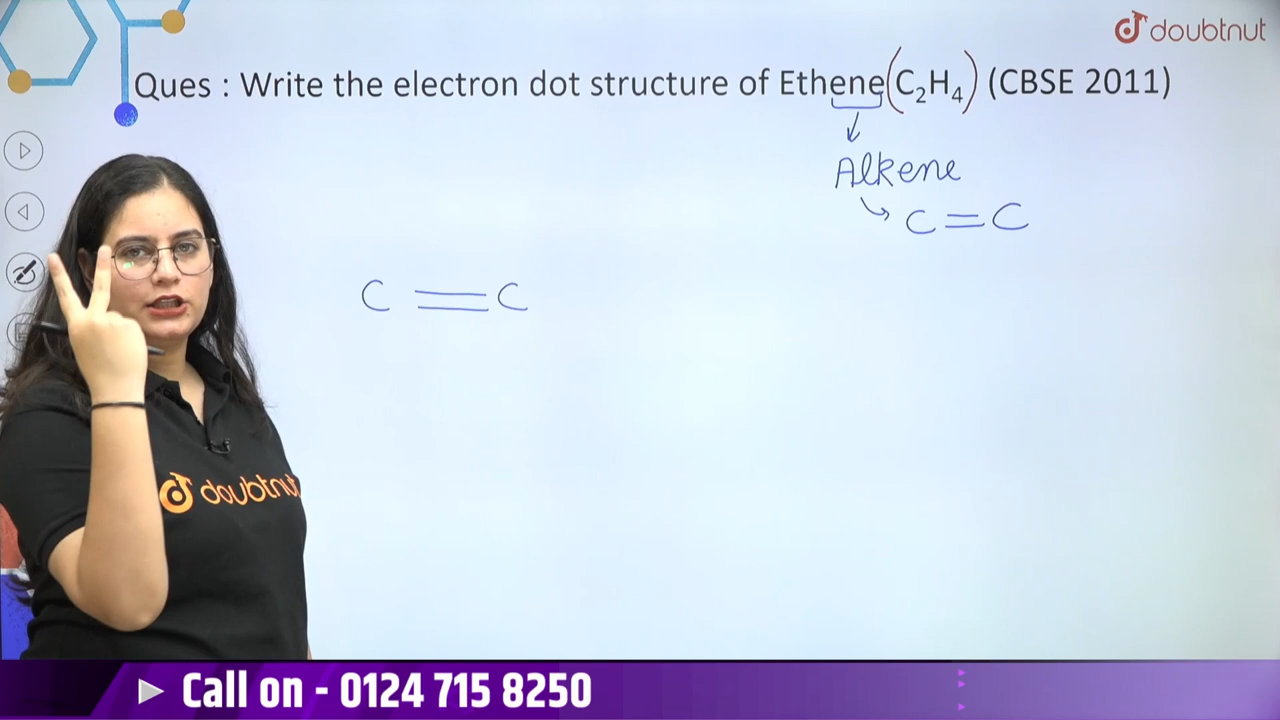 doubtnut
Ques : Write the electron dot structure of Ethene (C₂H₄) (CBSE 2011)
Alkene
C=C
C=C
doubtnut
Call on - 0124 715 8250